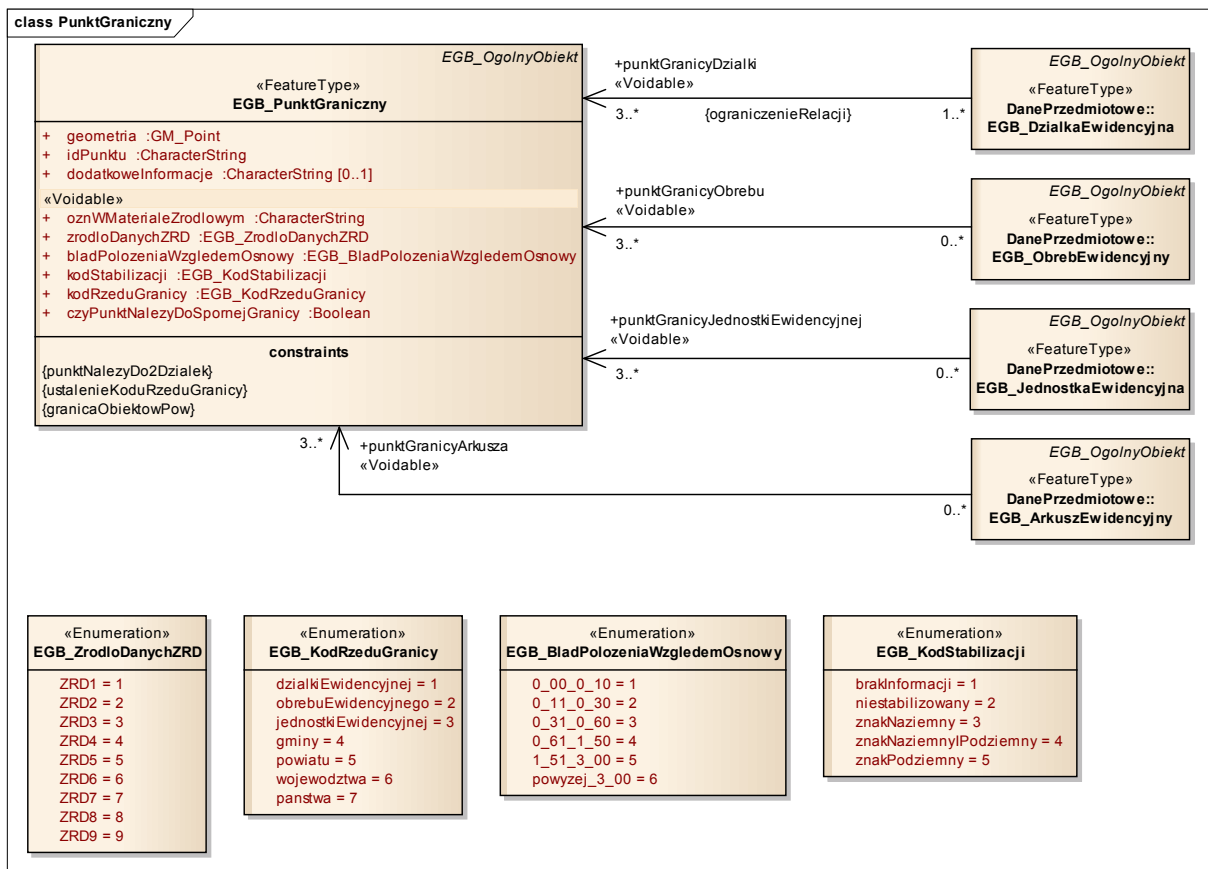 class PunktGraniczny
EGB_OgolnyObiekt
«FeatureType»
EGB_PunktGraniczny
+ geometria :GM_Point
+ idPunktu :CharacterString
+ dodatkoweInformacje :CharacterString [0..1]
«Voidable»
+ oznWMaterialeZrodlowym :CharacterString
+ zrodloDanychZRD :EGB_ZrodloDanychZRD
+ bladPolozeniaWzgledemOsnowy :EGB_BladPolozeniaWzgledemOsnowy
+ kodStabilizacji :EGB_KodStabilizacji
+ kodRzeduGranicy :EGB_KodRzeduGranicy
+ czyPunktNalezyDoSpornejGranicy :Boolean
constraints
{punktNalezyDo2Dzialek}
{ustalenieKoduRzeduGranicy}
{granicaObiektowPow}
+punktGranicyDzialki
«Voidable»
3..*
{ograniczenieRelacji}
1..*
EGB_OgolnyObiekt
«FeatureType»
DanePrzedmiotowe::
EGB_DzialkaEwidencyjna
+punktGranicyObrebu
«Voidable»
3..*
0..*
EGB_OgolnyObiekt
«FeatureType»
DanePrzedmiotowe::
EGB_ObrebEwidencyjny
+punktGranicyJednostkiEwidencyjnej
«Voidable»
3..*
0..*
EGB_OgolnyObiekt
«FeatureType»
DanePrzedmiotowe::
EGB_JednostkaEwidencyjna
3..*
+punktGranicyArkusza
«Voidable»
0..*
EGB_OgolnyObiekt
«FeatureType»
DanePrzedmiotowe::
EGB_ArkuszEwidencyjny
«Enumeration»
EGB_ZrodloDanychZRD
ZRD1 = 1
ZRD2 = 2
ZRD3 = 3
ZRD4 = 4
ZRD5 = 5
ZRD6 = 6
ZRD7 = 7
ZRD8 = 8
ZRD9 = 9
«Enumeration»
EGB_KodRzeduGranicy
dzialkiEwidencyjnej = 1
obrebuEwidencyjnego = 2
jednostkiEwidencyjnej = 3
gminy = 4
powiatu = 5
wojewodztwa = 6
panstwa = 7
«Enumeration»
EGB_BladPolozeniaWzgledemOsnowy
0_00_0_10 = 1
0_11_0_30 = 2
0_31_0_60 = 3
0_61_1_50 = 4
1_51_3_00 = 5
powyzej_3_00 = 6
«Enumeration»
EGB_KodStabilizacji
brakInformacji = 1
niestabilizowany = 2
znakNaziemny = 3
znakNaziemnyIPodziemny = 4
znakPodziemny = 5